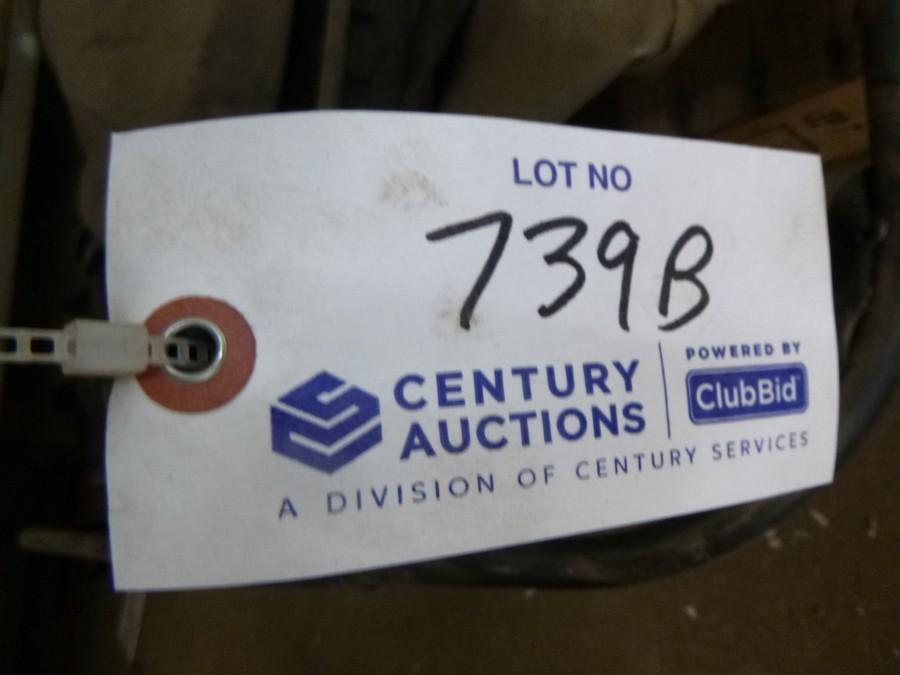 LOT NO
739B
CENTURY
AUCTIONS
POWERED BY
ClubBid
A DIVISION OF CENTURY SERVICES